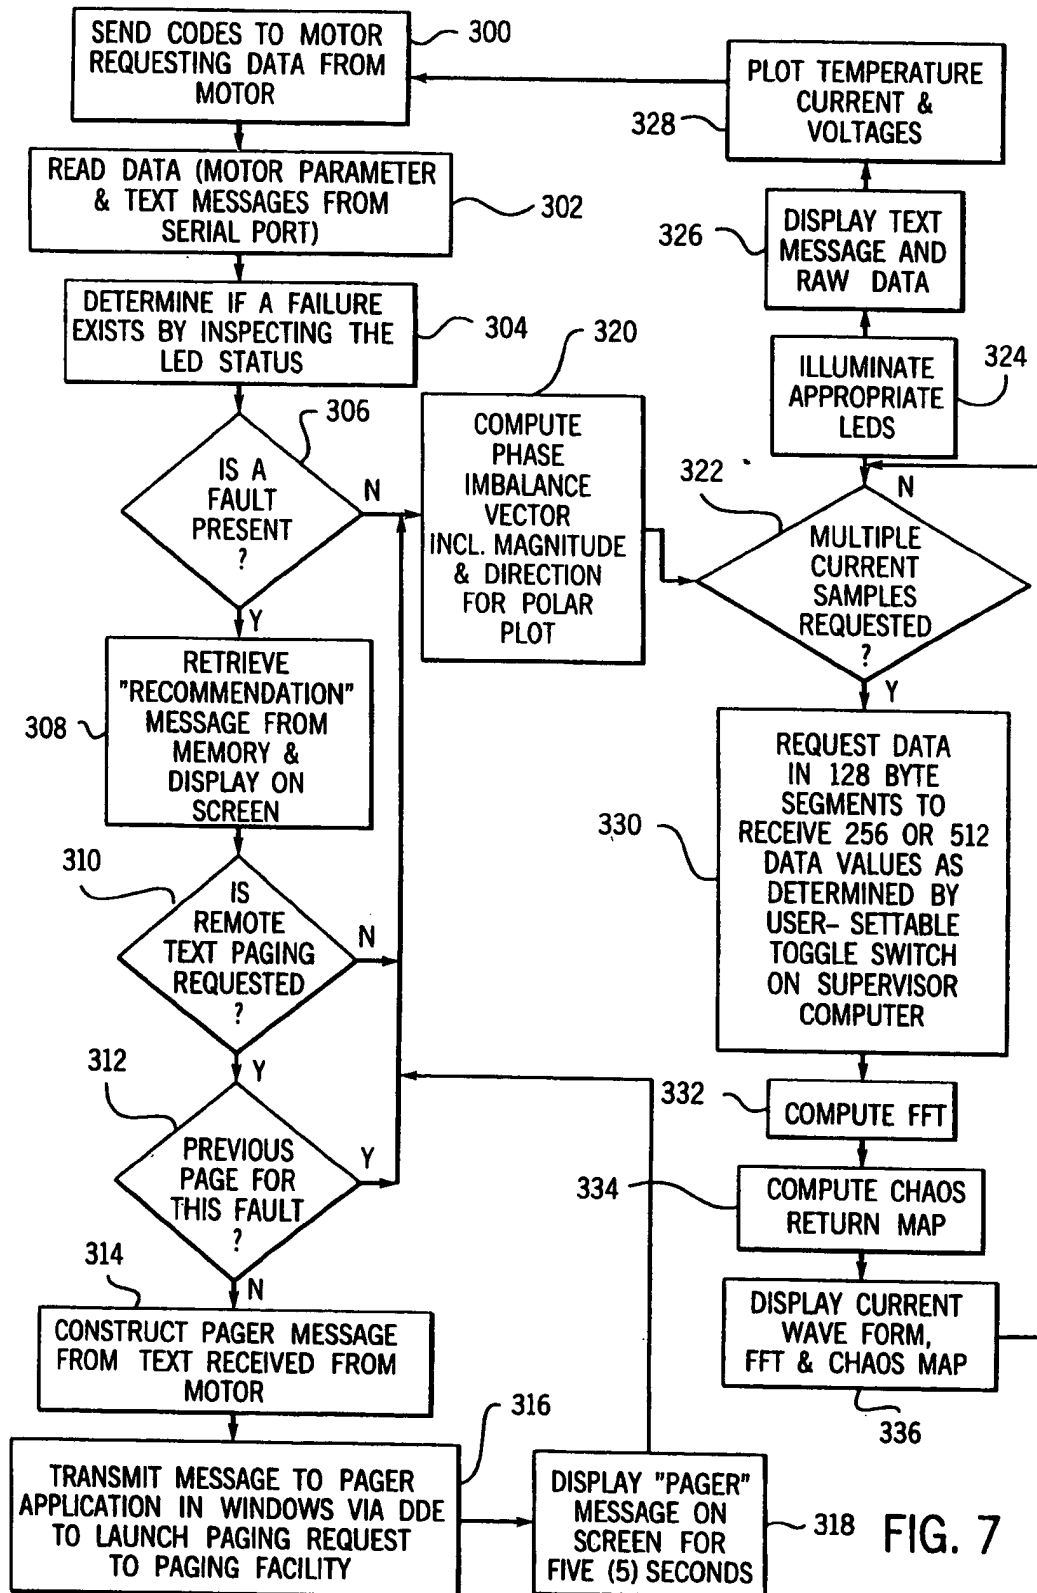 SEND CODES TO MOTOR
REQUESTING DATA FROM
MOTOR
300
READ DATA (MOTOR PARAMETER
& TEXT MESSAGES FROM
SERIAL PORT)
302
DETERMINE IF A FAILURE
EXISTS BY INSPECTING THE
LED STATUS
304
306
IS A
FAULT
PRESENT
?
N
Y
RETRIEVE
"RECOMMENDATION"
MESSAGE FROM
MEMORY &
DISPLAY ON
SCREEN
308
310
IS
REMOTE
TEXT PAGING
REQUESTED
?
N
Y
312
PREVIOUS
PAGE FOR
THIS FAULT
?
Y
N
314
CONSTRUCT PAGER MESSAGE
FROM TEXT RECEIVED FROM
MOTOR
316
TRANSMIT MESSAGE TO PAGER
APPLICATION IN WINDOWS VIA DDE
TO LAUNCH PAGING REQUEST
TO PAGING FACILITY
DISPLAY "PAGER"
MESSAGE ON
SCREEN FOR
FIVE (5) SECONDS
318
320
COMPUTE
PHASE
IMBALANCE
VECTOR
INCL. MAGNITUDE
& DIRECTION
FOR POLAR
PLOT
PLOT TEMPERATURE
CURRENT &
VOLTAGES
328
DISPLAY TEXT
MESSAGE AND
RAW DATA
326
ILLUMINATE
APPROPRIATE
LEDS
324
322
N
MULTIPLE
CURRENT
SAMPLES
REQUESTED
?
Y
REQUEST DATA
IN 128 BYTE
SEGMENTS TO
RECEIVE 256 OR 512
DATA VALUES AS
DETERMINED BY
USER- SETTABLE
TOGGLE SWITCH
ON SUPERVISOR
COMPUTER
330
332
COMPUTE FFT
334
COMPUTE CHAOS
RETURN MAP
DISPLAY CURRENT
WAVE FORM,
FFT & CHAOS MAP
336
FIG. 7